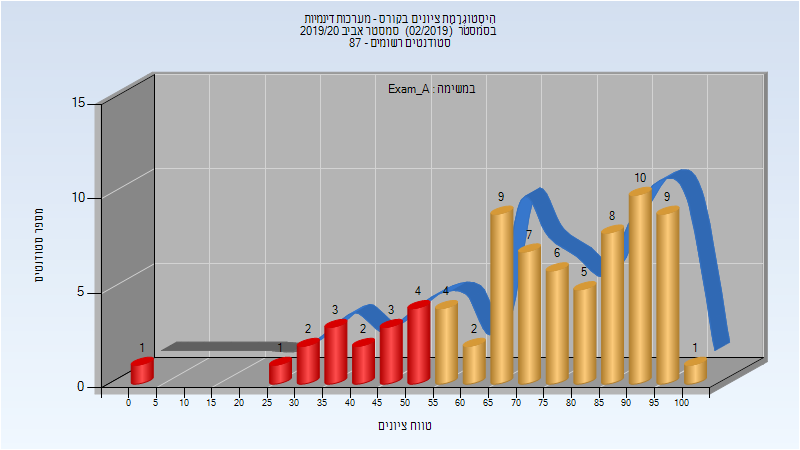 היסטוגרמת ציונים בקורס - מערכות דינמיות
בסמסטר (02/2019) סמסטר אביב 2019/20
סטודנטים רשומים - 87
במשימה : Exam_A
מספר סטודנטים
15
10
5
0
1 1 2 3 2 3 4 4 2 9 7 6 5 8 10 9 1
0 5 10 15 20 25 30 35 40 45 50 55 60 65 70 75 80 85 90 95 100
טווח ציונים